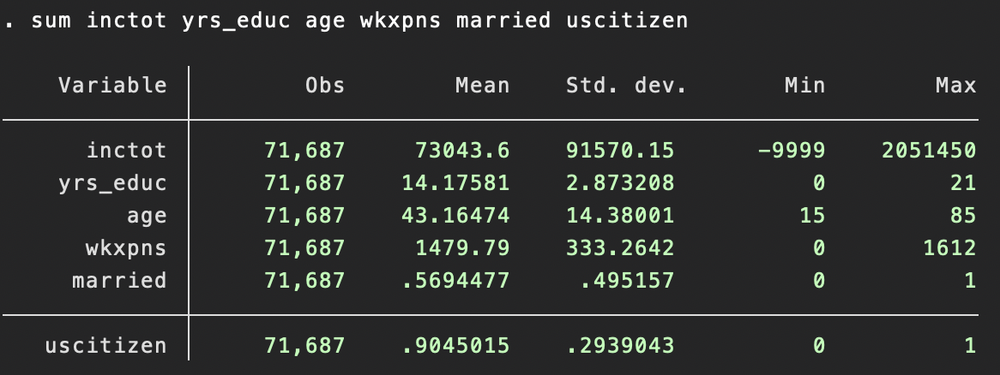 . sum inctot yrs_educ age wkxpns married uscitizen
Variable Obs Mean Std. dev. Min Max
inctot 71,687 73043.6 91570.15 -9999 2051450
yrs_educ 71,687 14.17581 2.873208 0 21
age 71,687 43.16474 14.38001 15 85
wkxpns 71,687 1479.79 333.2642 0 1612
married 71,687 .5694477 .495157 0 1
uscitizen 71,687 .9045015 .2939043 0 1